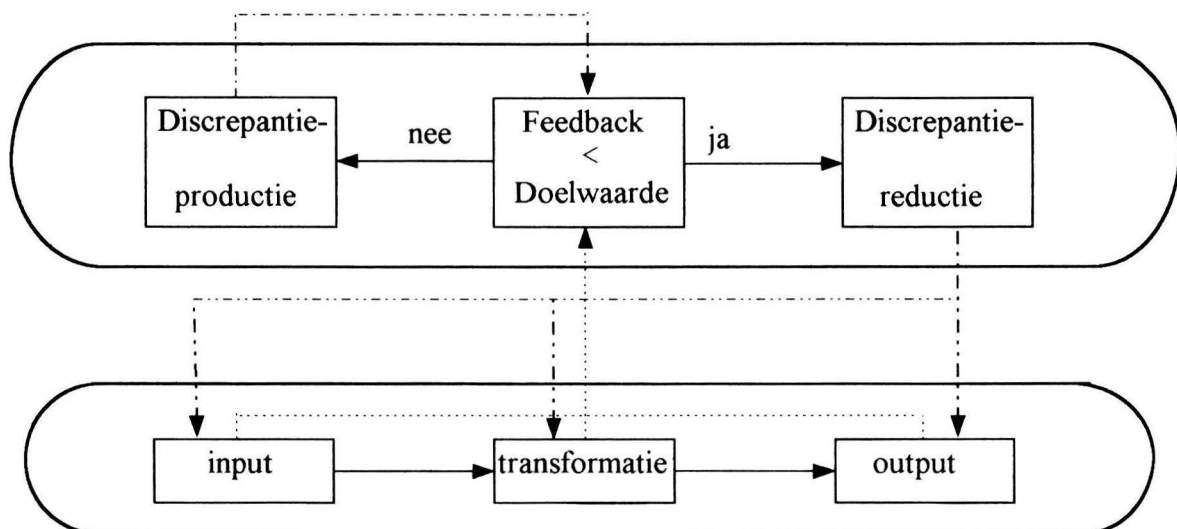 Discrepantie-
productie
nee
Feedback
<
Doelwaarde
ja
Discrepantie-
reductie
input
transformatie
output